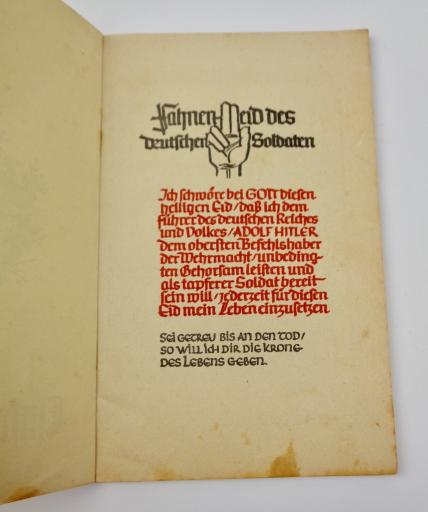 Fahneneid des
deutschen Soldaten
Ich schwöre bei GOTT diesen
heiligen Eid / daß ich dem
Führer des deutschen Reiches
und Volkes / ADOLF HITLER
dem obersten Befehlshaber
der Wehrmacht / unbeding-
ten Gehorsam leisten und
als tapferer Soldat bereit
sein will / jederzeit für diesen
Eid mein Leben einzusetzen
SEI GETREU BIS AN DEN TOD /
SO WILL ICH DIR DIE KRONE
DES LEBENS GEBEN.